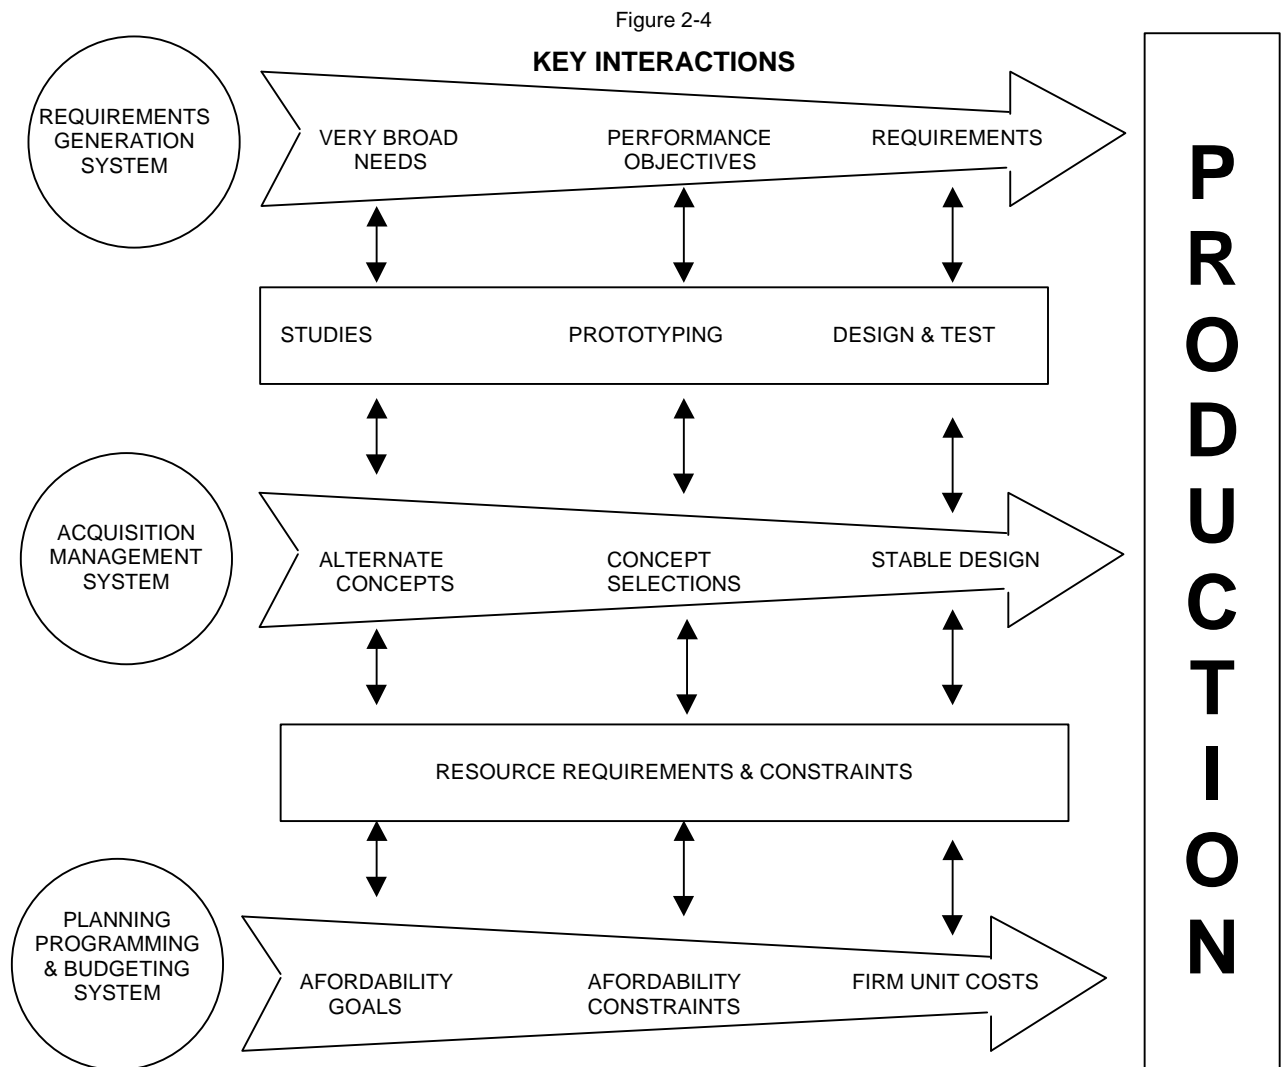 Figure 2-4
KEY INTERACTIONS
REQUIREMENTS
GENERATION
SYSTEM
VERY BROAD
NEEDS
PERFORMANCE
OBJECTIVES
REQUIREMENTS
STUDIES
PROTOTYPING
DESIGN & TEST
ACQUISITION
MANAGEMENT
SYSTEM
ALTERNATE
CONCEPTS
CONCEPT
SELECTIONS
STABLE DESIGN
RESOURCE REQUIREMENTS & CONSTRAINTS
PLANNING
PROGRAMMING
& BUDGETING
SYSTEM
AFORDABILITY
GOALS
AFORDABILITY
CONSTRAINTS
FIRM UNIT COSTS
P
R
O
D
U
C
T
I
O
N